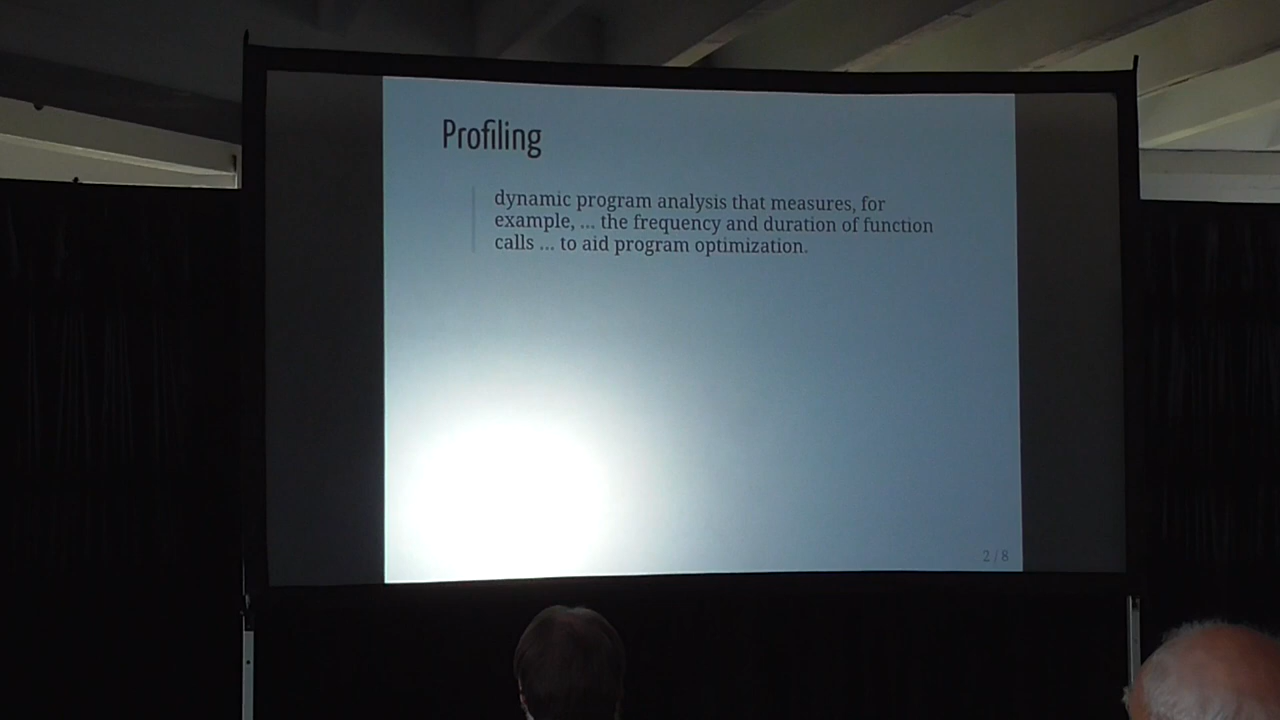 Profiling
dynamic program analysis that measures, for
example, ... the frequency and duration of function
calls ... to aid program optimization.
2 / 8